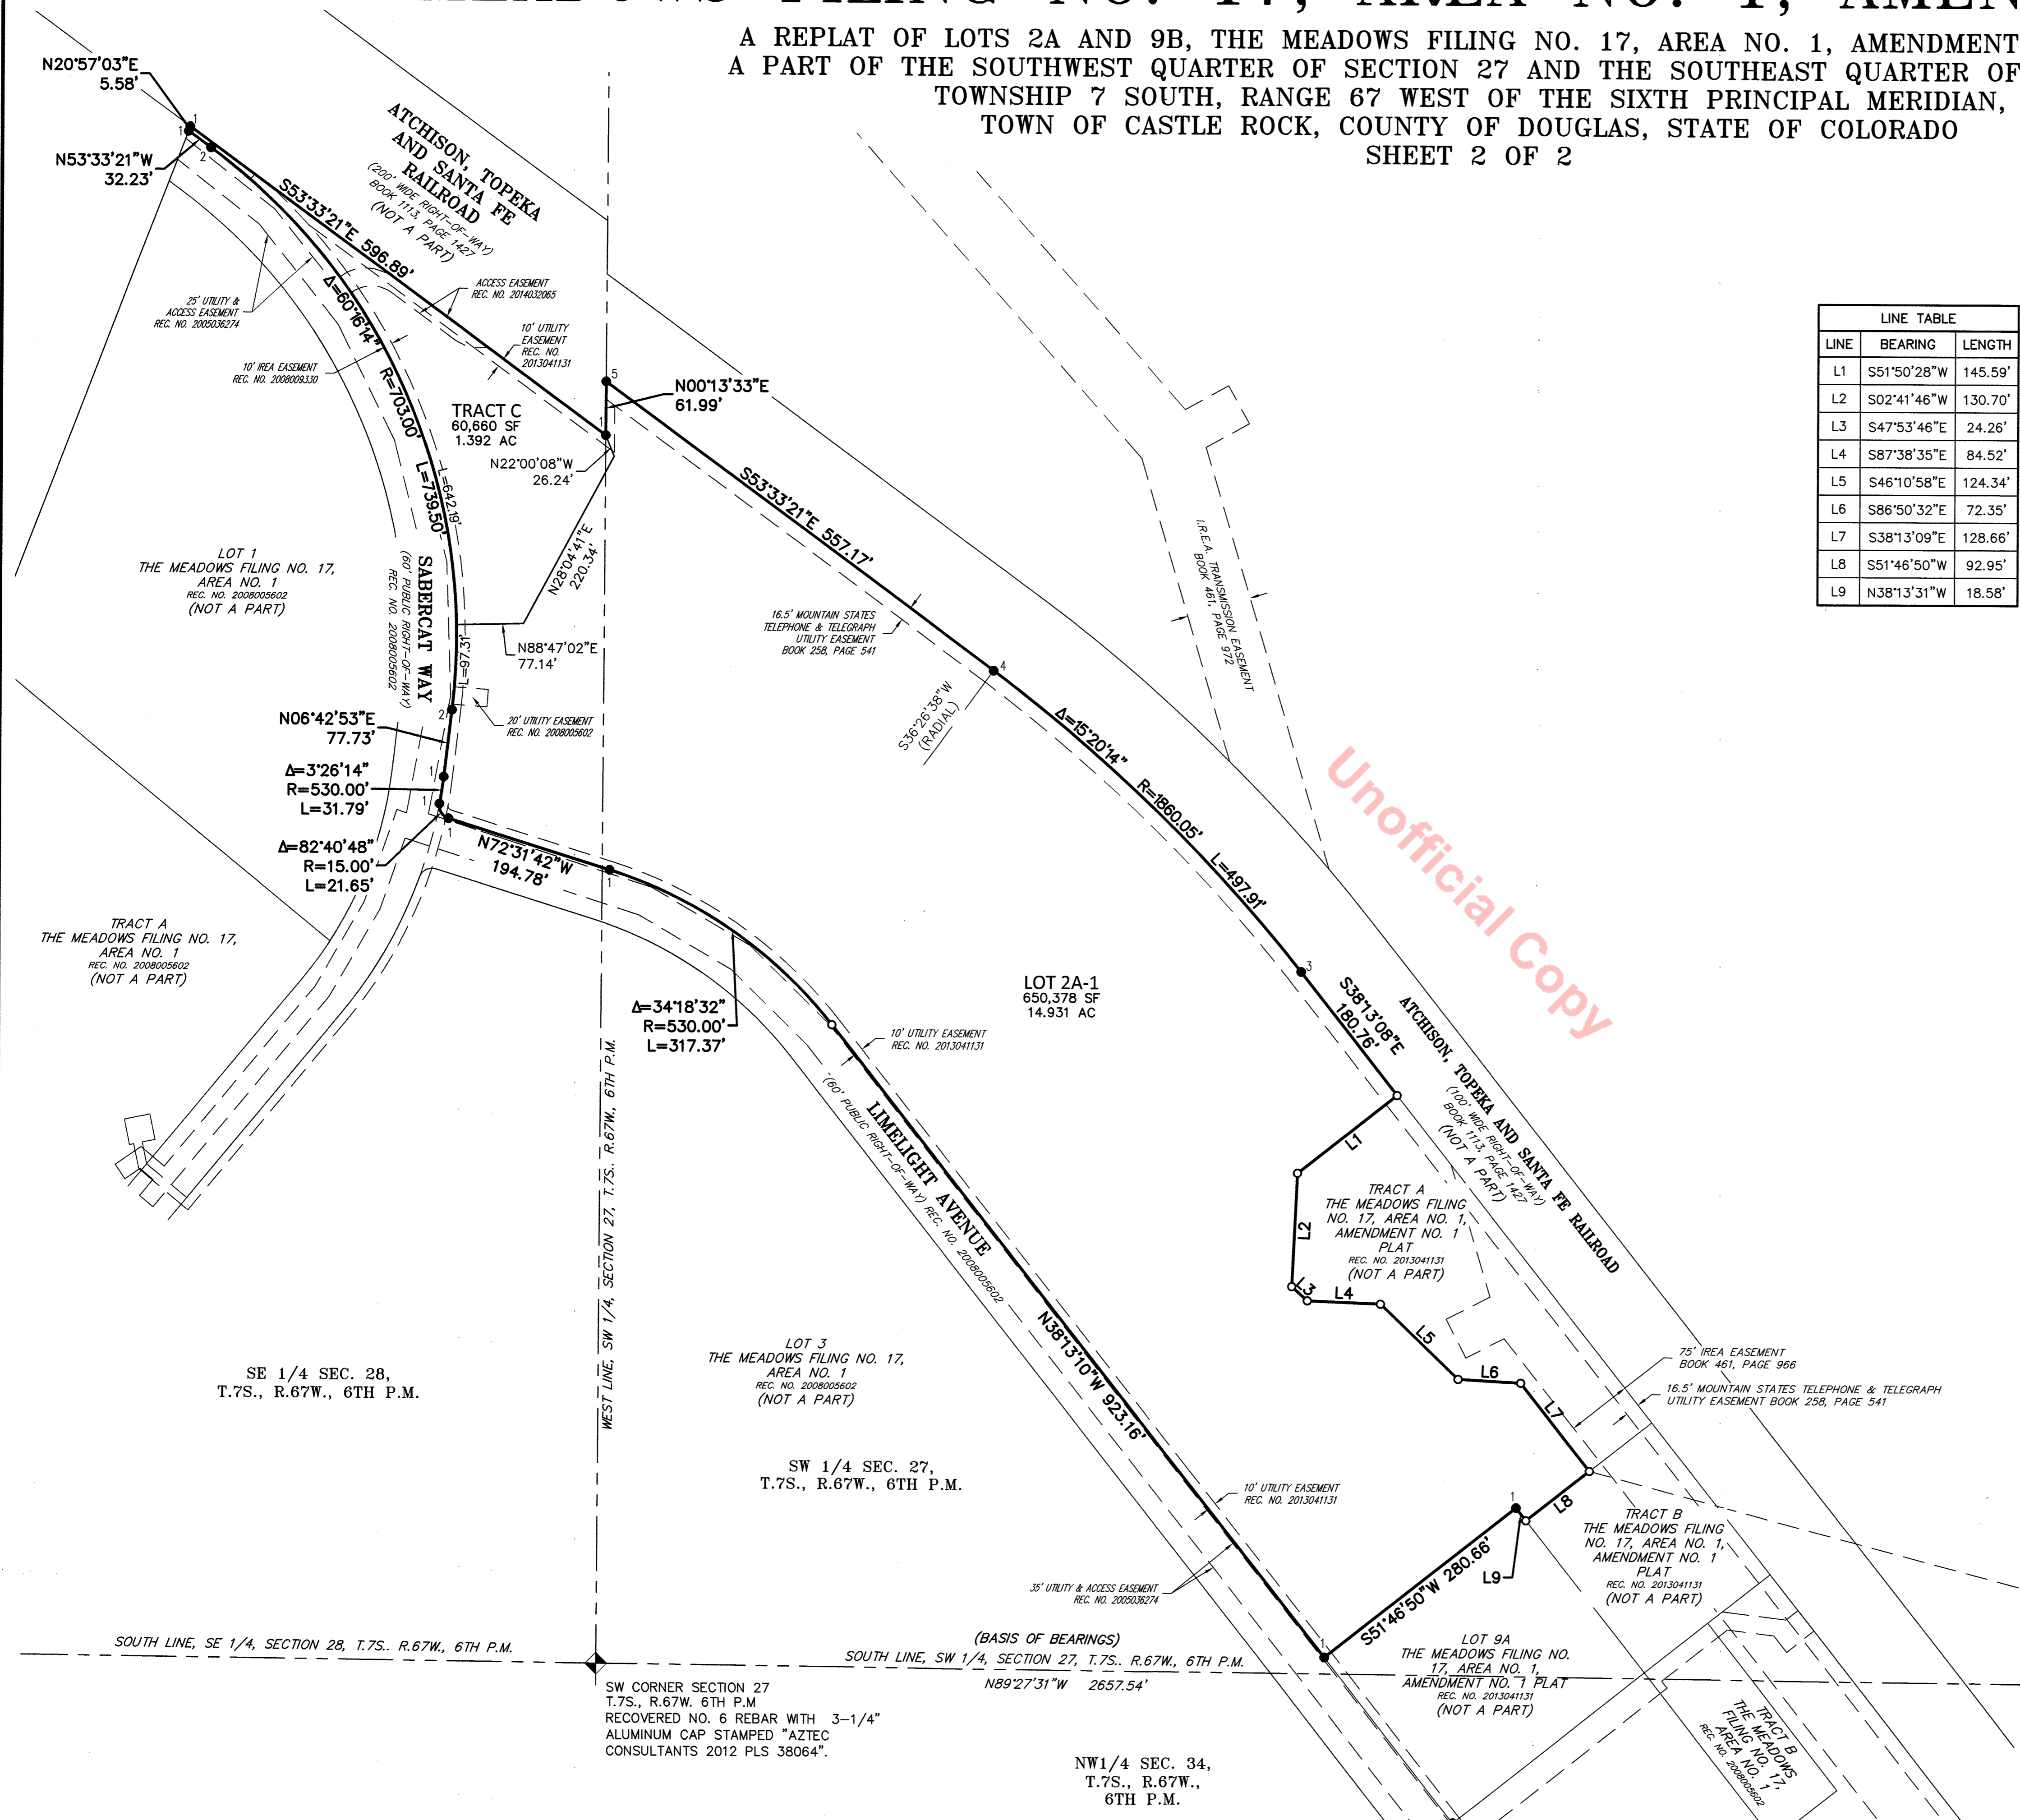 A REPLAT OF LOTS 2A AND 9B, THE MEADOWS FILING NO. 17, AREA NO. 1, AMENDMENT
A PART OF THE SOUTHWEST QUARTER OF SECTION 27 AND THE SOUTHEAST QUARTER OF
TOWNSHIP 7 SOUTH, RANGE 67 WEST OF THE SIXTH PRINCIPAL MERIDIAN,
TOWN OF CASTLE ROCK, COUNTY OF DOUGLAS, STATE OF COLORADO
SHEET 2 OF 2
N20°57'03"E
5.58'
1
1
2
N53°33'21"W
32.23'
ATCHISON, TOPEKA
AND SANTA FE
RAILROAD
(200' WIDE RIGHT-OF-WAY)
BOOK 1113, PAGE 1427
(NOT A PART)
S53°33'21"E 596.89'
25' UTILITY &
ACCESS EASEMENT
REC. NO. 2005036274
ACCESS EASEMENT
REC. NO. 2014032065
10' UTILITY
EASEMENT
REC. NO.
2013041131
10' IREA EASEMENT
REC. NO. 2008009330
Δ=60°16'14" R=703.00' L=739.50'
L=642.19'
L=97.31'
5
N00°13'33"E
61.99'
TRACT C
60,660 SF
1.392 AC
1
N22°00'08"W
26.24'
N28°04'41"E
220.34'
N88°47'02"E
77.14'
LINE TABLE
LINE BEARING LENGTH
L1 S51°50'28"W 145.59'
L2 S02°41'46"W 130.70'
L3 S47°53'46"E 24.26'
L4 S87°38'35"E 84.52'
L5 S46°10'58"E 124.34'
L6 S86°50'32"E 72.35'
L7 S38°13'09"E 128.66'
L8 S51°46'50"W 92.95'
L9 N38°13'31"W 18.58'
S53°33'21"E 557.17'
I.R.E.A. TRANSMISSION EASEMENT
BOOK 461, PAGE 972
LOT 1
THE MEADOWS FILING NO. 17,
AREA NO. 1
REC. NO. 2008005602
(NOT A PART)
SABERCAT WAY
(60' PUBLIC RIGHT-OF-WAY)
REC. NO. 2008005602
16.5' MOUNTAIN STATES
TELEPHONE & TELEGRAPH
UTILITY EASEMENT
BOOK 258, PAGE 541
4
S36°26'38"W
(RADIAL)
2
20' UTILITY EASEMENT
REC. NO. 2008005602
N06°42'53"E
77.73'
1
Δ=3°26'14"
R=530.00'
L=31.79'
1
1
Δ=82°40'48"
R=15.00'
L=21.65'
N72°31'42"W
194.78'
1
Δ=15°20'14" R=1860.05' L=497.91'
Unofficial Copy
3
S38°13'08"E
180.76'
TRACT A
THE MEADOWS FILING NO. 17,
AREA NO. 1
REC. NO. 2008005602
(NOT A PART)
LOT 2A-1
650,378 SF
14.931 AC
Δ=34°18'32"
R=530.00'
L=317.37'
10' UTILITY EASEMENT
REC. NO. 2013041131
ATCHISON, TOPEKA AND SANTA FE RAILROAD
(100' WIDE RIGHT-OF-WAY)
BOOK 1113, PAGE 1427
(NOT A PART)
LIMELIGHT AVENUE
(60' PUBLIC RIGHT-OF-WAY) REC. NO. 2008005602
WEST LINE, SW 1/4, SECTION 27, T.7S.. R.67W., 6TH P.M.
L1
L2
L3
L4
L5
L6
L7
L8
L9
TRACT A
THE MEADOWS FILING
NO. 17, AREA NO. 1,
AMENDMENT NO. 1
PLAT
REC. NO. 2013041131
(NOT A PART)
N38°13'10"W 923.16'
LOT 3
THE MEADOWS FILING NO. 17,
AREA NO. 1
REC. NO. 2008005602
(NOT A PART)
75' IREA EASEMENT
BOOK 461, PAGE 966
16.5' MOUNTAIN STATES TELEPHONE & TELEGRAPH
UTILITY EASEMENT BOOK 258, PAGE 541
SE 1/4 SEC. 28,
T.7S., R.67W., 6TH P.M.
SW 1/4 SEC. 27,
T.7S., R.67W., 6TH P.M.
10' UTILITY EASEMENT
REC. NO. 2013041131
1
TRACT B
THE MEADOWS FILING
NO. 17, AREA NO. 1,
AMENDMENT NO. 1
PLAT
REC. NO. 2013041131
(NOT A PART)
S51°46'50"W 280.66'
35' UTILITY & ACCESS EASEMENT
REC. NO. 2005036274
1
SOUTH LINE, SE 1/4, SECTION 28, T.7S.. R.67W., 6TH P.M.
(BASIS OF BEARINGS)
SOUTH LINE, SW 1/4, SECTION 27, T.7S.. R.67W., 6TH P.M.
N89°27'31"W 2657.54'
LOT 9A
THE MEADOWS FILING NO.
17, AREA NO. 1,
AMENDMENT NO. 1 PLAT
REC. NO. 2013041131
(NOT A PART)
SW CORNER SECTION 27
T.7S., R.67W. 6TH P.M
RECOVERED NO. 6 REBAR WITH 3-1/4"
ALUMINUM CAP STAMPED "AZTEC
CONSULTANTS 2012 PLS 38064".
NW1/4 SEC. 34,
T.7S., R.67W.,
6TH P.M.
TRACT B
THE MEADOWS
FILING NO. 17,
AREA NO. 1
REC. NO. 2008005602